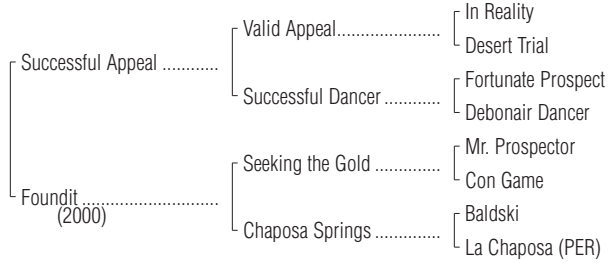 In Reality
Valid Appeal.....................
Desert Trial
Successful Appeal ............
Fortunate Prospect
Successful Dancer ............
Debonair Dancer
Mr. Prospector
Seeking the Gold ..............
Con Game
Foundit .............................
(2000)
Baldski
Chaposa Springs ..............
La Chaposa (PER)